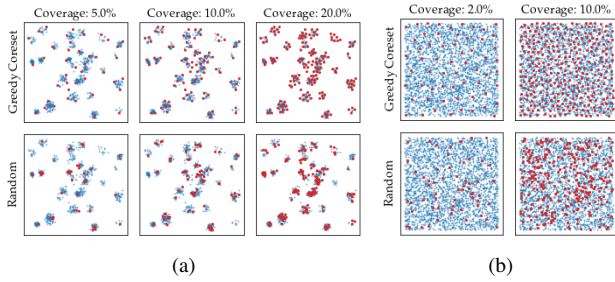 Coverage: 5.0% Coverage: 10.0% Coverage: 20.0% Coverage: 2.0% Coverage: 10.0%
Greedy Coreset Greedy Coreset
Random Random
(a) (b)